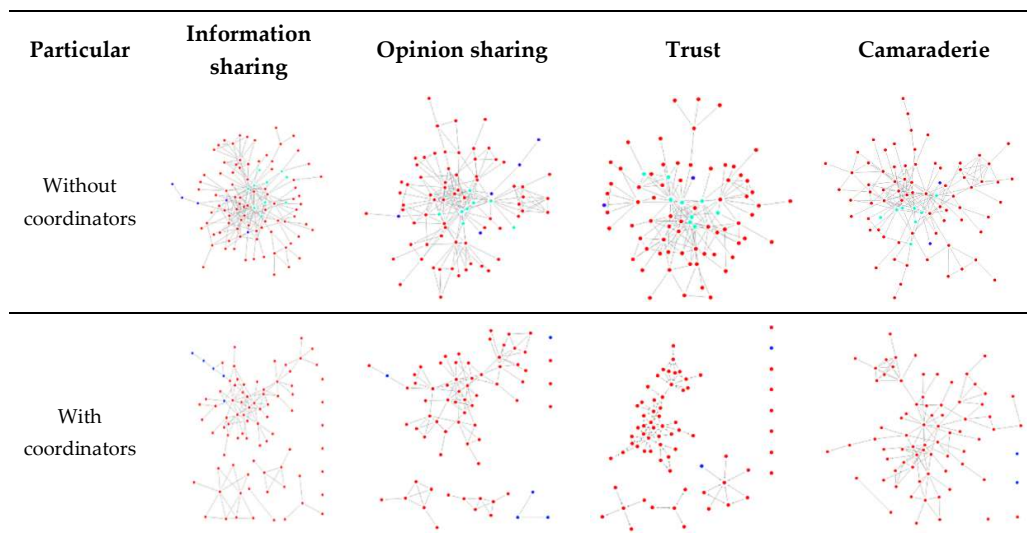 Particular
Information
sharing
Opinion sharing
Trust
Camaraderie
Without
coordinators
With
coordinators